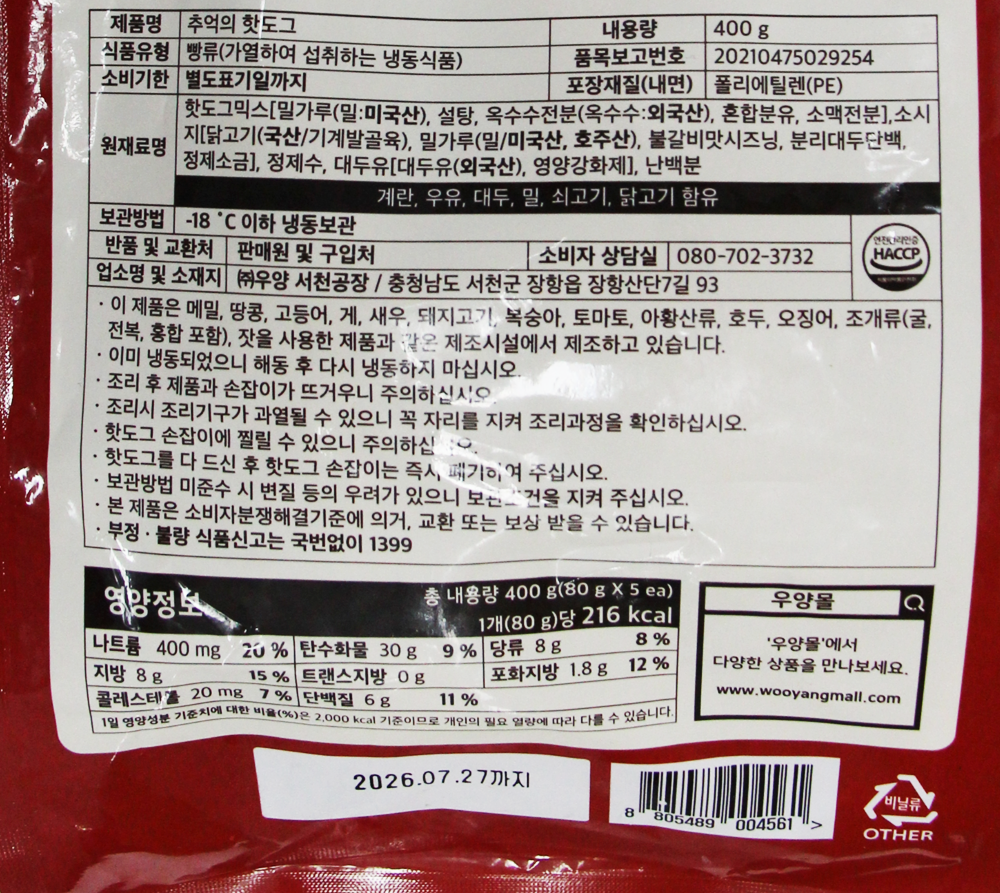 제품명 추억의 핫도그 내용량 400 g
식품유형 빵류(가열하여 섭취하는 냉동식품) 품목보고번호 20210475029254
소비기한 별도표기일까지 포장재질(내면) 폴리에틸렌(PE)
원재료명
핫도그믹스[밀가루(밀:미국산), 설탕, 옥수수전분(옥수수:외국산), 혼합분유, 소맥전분],소시
지[닭고기(국산/기계발골육), 밀가루(밀/미국산, 호주산), 불갈비맛시즈닝, 분리대두단백,
정제소금], 정제수, 대두유[대두유(외국산), 영양강화제], 난백분
계란, 우유, 대두, 밀, 쇠고기, 닭고기 함유
보관방법 -18 ℃ 이하 냉동보관
반품 및 교환처 판매원 및 구입처 소비자 상담실 080-702-3732
업소명 및 소재지 ㈜우양 서천공장 / 충청남도 서천군 장항읍 장항산단7길 93
안전관리인증
HACCP
· 이 제품은 메밀, 땅콩, 고등어, 게, 새우, 돼지고기, 복숭아, 토마토, 아황산류, 호두, 오징어, 조개류(굴,
전복, 홍합 포함), 잣을 사용한 제품과 같은 제조시설에서 제조하고 있습니다.
· 이미 냉동되었으니 해동 후 다시 냉동하지 마십시오.
· 조리 후 제품과 손잡이가 뜨거우니 주의하십시오.
· 조리시 조리기구가 과열될 수 있으니 꼭 자리를 지켜 조리과정을 확인하십시오.
· 핫도그 손잡이에 찔릴 수 있으니 주의하십시오.
· 핫도그를 다 드신 후 핫도그 손잡이는 즉시 폐기하여 주십시오.
· 보관방법 미준수 시 변질 등의 우려가 있으니 보관조건을 지켜 주십시오.
· 본 제품은 소비자분쟁해결기준에 의거, 교환 또는 보상 받을 수 있습니다.
· 부정 · 불량 식품신고는 국번없이 1399
영양정보
총 내용량 400 g(80 g X 5 ea)
1개(80 g)당 216 kcal
나트륨 400 mg 20 % 탄수화물 30 g 9 % 당류 8 g 8 %
지방 8 g 15 % 트랜스지방 0 g 포화지방 1.8 g 12 %
콜레스테롤 20 mg 7 % 단백질 6 g 11 %
1일 영양성분 기준치에 대한 비율(%)은 2,000 kcal 기준이므로 개인의 필요 열량에 따라 다를 수 있습니다.
우양몰
'우양몰'에서
다양한 상품을 만나보세요.
www.wooyangmall.com
2026.07.27까지
8 805489 004561 >
비닐류
OTHER